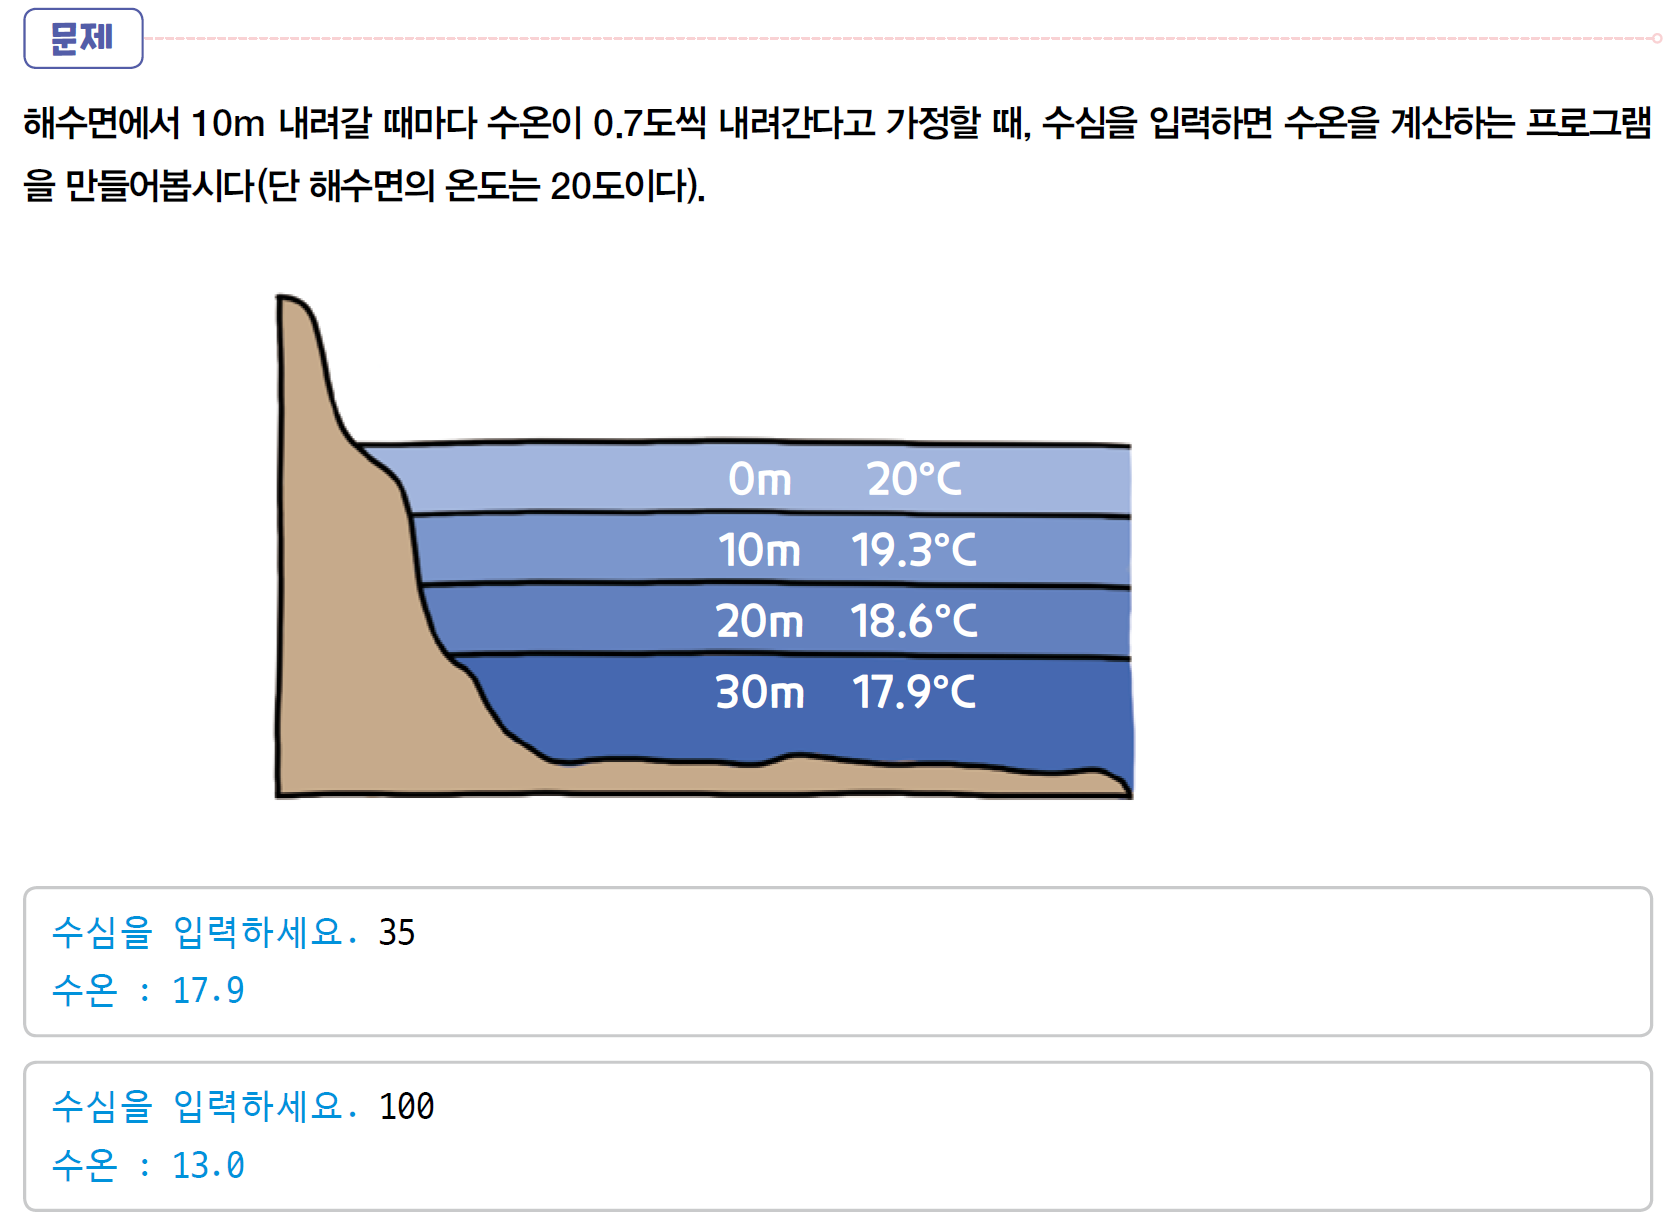 문제
해수면에서 10m 내려갈 때마다 수온이 0.7도씩 내려간다고 가정할 때, 수심을 입력하면 수온을 계산하는 프로그램
을 만들어봅시다(단 해수면의 온도는 20도이다).
0m 20°C
10m 19.3°C
20m 18.6°C
30m 17.9°C
수심을 입력하세요. 35
수온 : 17.9
수심을 입력하세요. 100
수온 : 13.0